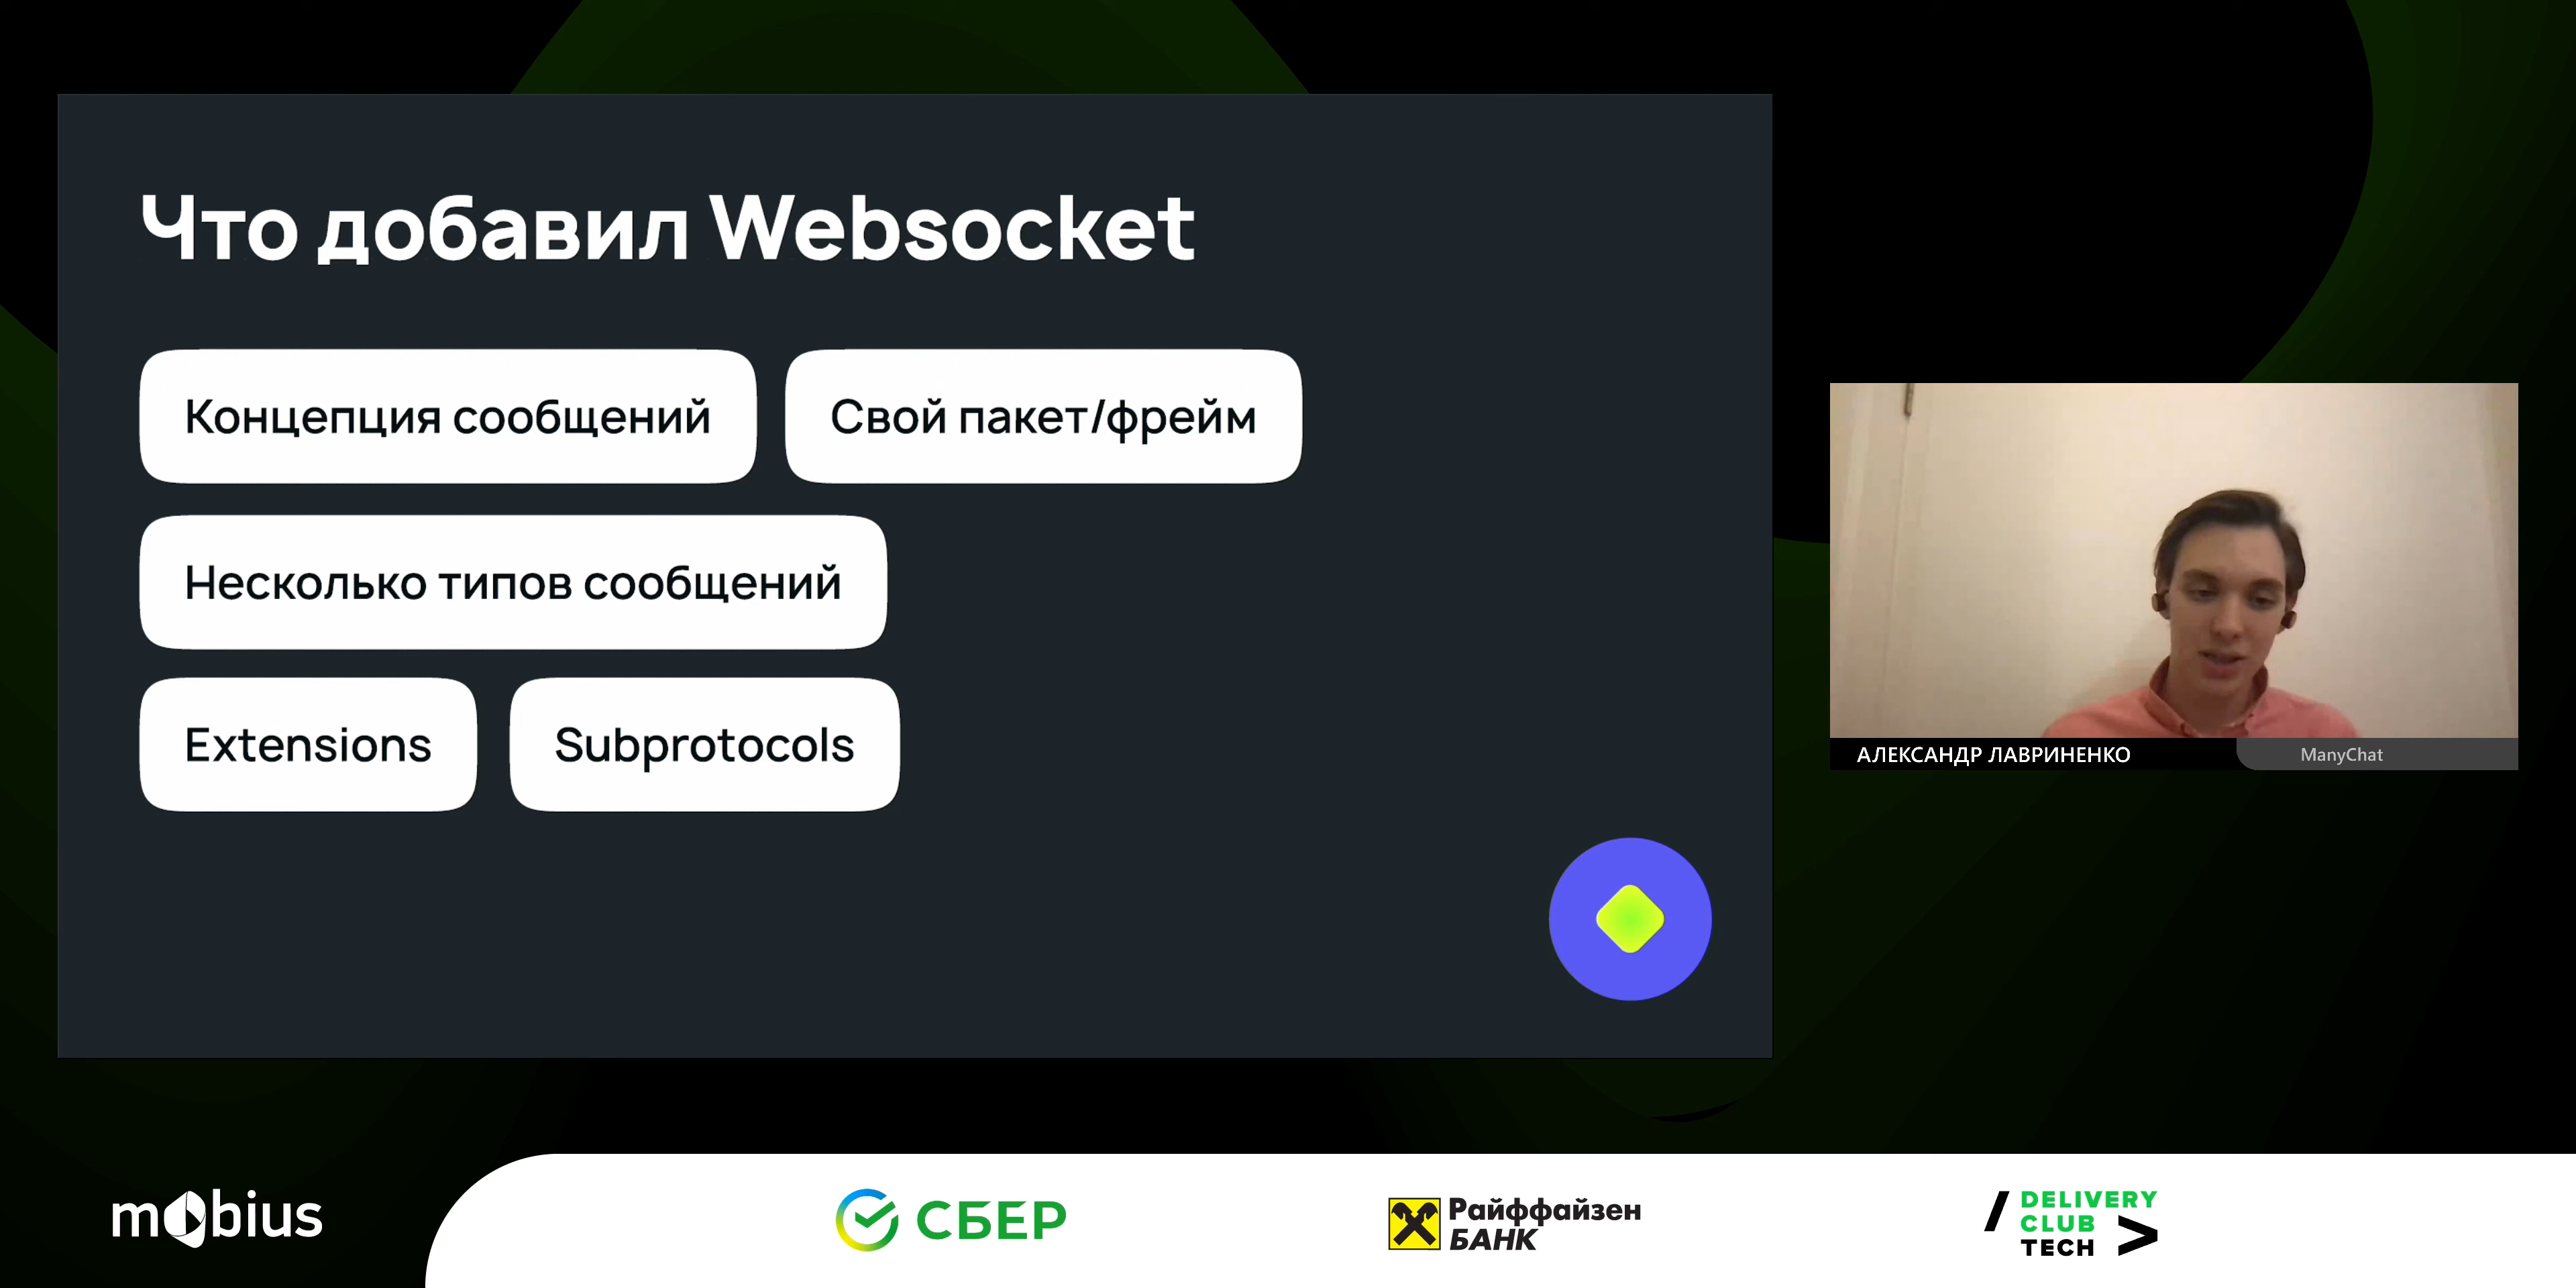 Что добавил Websocket
Концепция сообщений
Свой пакет/фрейм
Несколько типов сообщений
Extensions
Subprotocols
АЛЕКСАНДР ЛАВРИНЕНКО
ManyChat
mobius
СБЕР
Райффайзен
БАНК
DELIVERY
CLUB
TECH